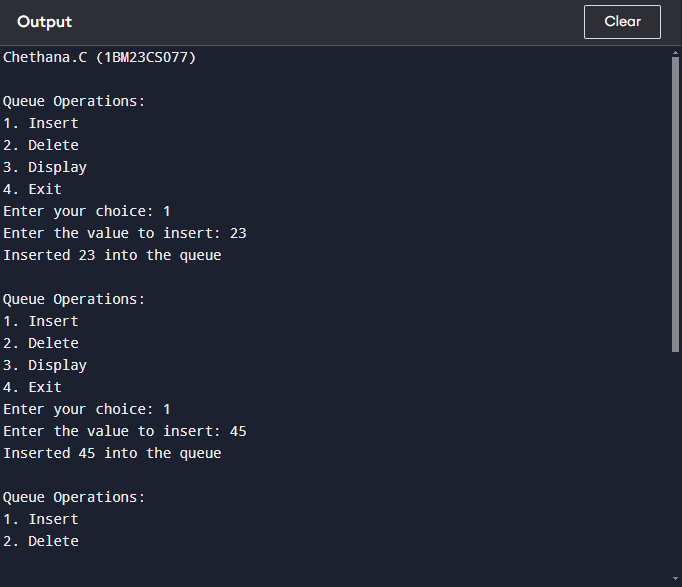 Output
Clear
Chethana.C (1BM23CS077)
Queue Operations:
1. Insert
2. Delete
3. Display
4. Exit
Enter your choice: 1
Enter the value to insert: 23
Inserted 23 into the queue
Queue Operations:
1. Insert
2. Delete
3. Display
4. Exit
Enter your choice: 1
Enter the value to insert: 45
Inserted 45 into the queue
Queue Operations:
1. Insert
2. Delete